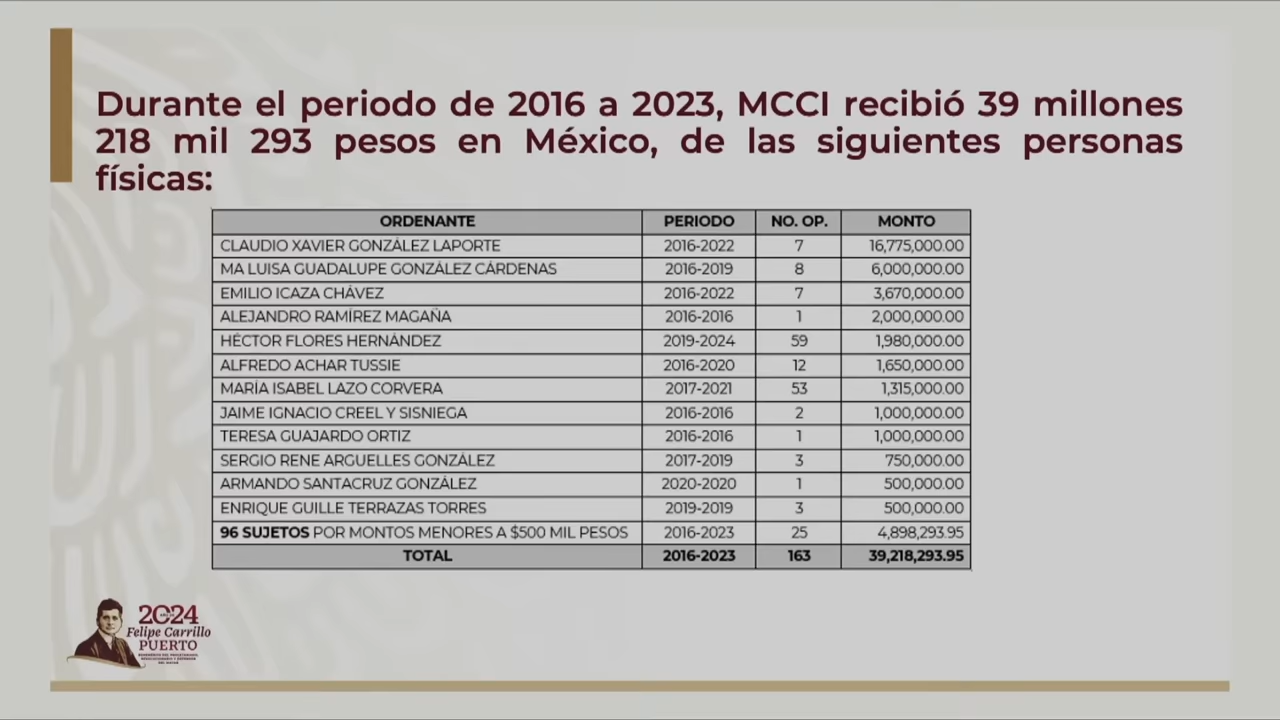 Durante el periodo de 2016 a 2023, MCCI recibió 39 millones
218 mil 293 pesos en México, de las siguientes personas
físicas:
ORDENANTE PERIODO NO. OP. MONTO
CLAUDIO XAVIER GONZÁLEZ LAPORTE 2016-2022 7 16,775,000.00
MA LUISA GUADALUPE GONZÁLEZ CÁRDENAS 2016-2019 8 6,000,000.00
EMILIO ICAZA CHÁVEZ 2016-2022 7 3,670,000.00
ALEJANDRO RAMÍREZ MAGAÑA 2016-2016 1 2,000,000.00
HÉCTOR FLORES HERNÁNDEZ 2019-2024 59 1,980,000.00
ALFREDO ACHAR TUSSIE 2016-2020 12 1,650,000.00
MARÍA ISABEL LAZO CORVERA 2017-2021 53 1,315,000.00
JAIME IGNACIO CREEL Y SISNIEGA 2016-2016 2 1,000,000.00
TERESA GUAJARDO ORTIZ 2016-2016 1 1,000,000.00
SERGIO RENE ARGUELLES GONZÁLEZ 2017-2019 3 750,000.00
ARMANDO SANTACRUZ GONZÁLEZ 2020-2020 1 500,000.00
ENRIQUE GUILLE TERRAZAS TORRES 2019-2019 3 500,000.00
96 SUJETOS POR MONTOS MENORES A $500 MIL PESOS 2016-2023 25 4,898,293.95
TOTAL 2016-2023 163 39,218,293.95
2024
Felipe Carrillo
PUERTO